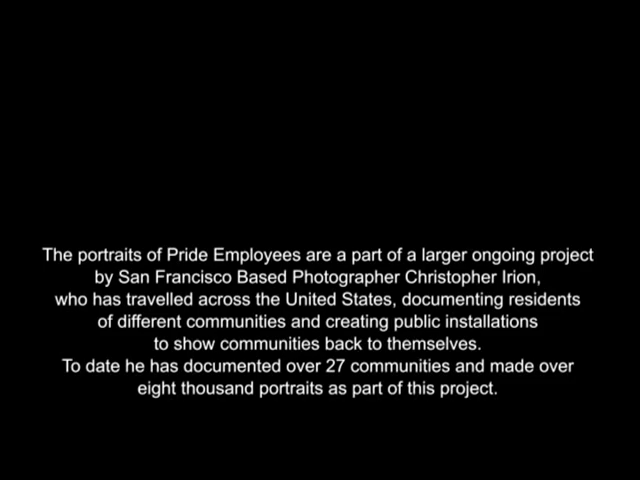 The portraits of Pride Employees are a part of a larger ongoing project
by San Francisco Based Photographer Christopher Irion,
who has travelled across the United States, documenting residents
of different communities and creating public installations
to show communities back to themselves.
To date he has documented over 27 communities and made over
eight thousand portraits as part of this project.